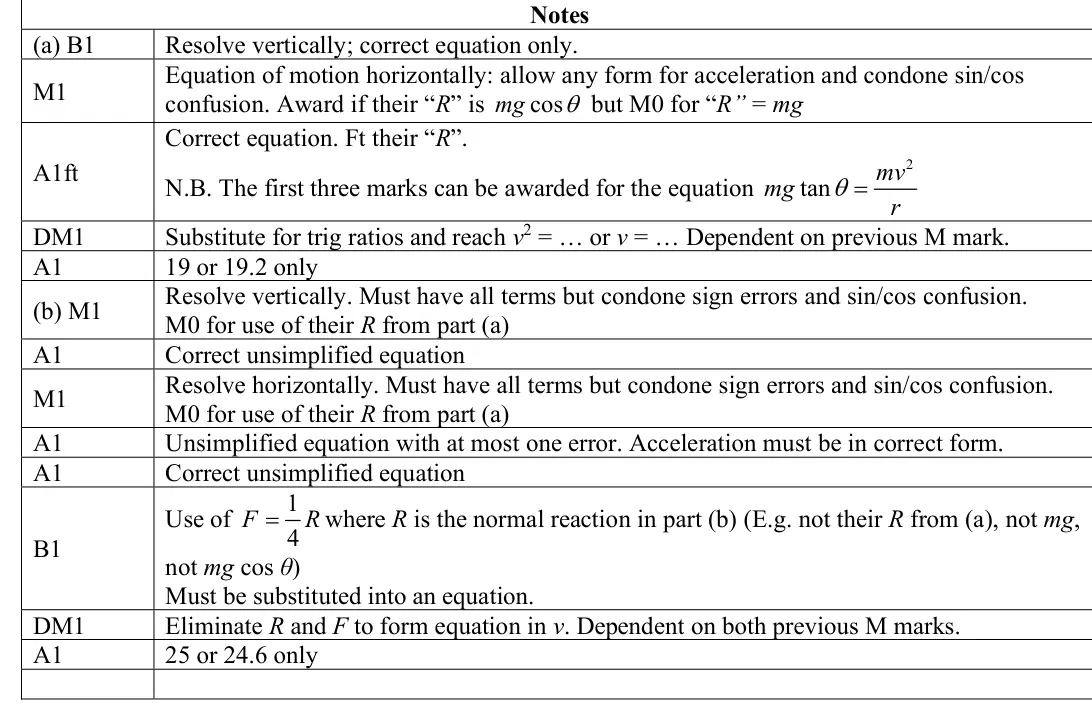 Notes
(a) B1 Resolve vertically; correct equation only.
M1 Equation of motion horizontally: allow any form for acceleration and condone sin/cos
confusion. Award if their “R” is mg cos θ but M0 for “R” = mg
A1ft Correct equation. Ft their “R”.
N.B. The first three marks can be awarded for the equation mg tan θ = mv²/r
DM1 Substitute for trig ratios and reach v² = … or v = … Dependent on previous M mark.
A1 19 or 19.2 only
(b) M1 Resolve vertically. Must have all terms but condone sign errors and sin/cos confusion.
M0 for use of their R from part (a)
A1 Correct unsimplified equation
M1 Resolve horizontally. Must have all terms but condone sign errors and sin/cos confusion.
M0 for use of their R from part (a)
A1 Unsimplified equation with at most one error. Acceleration must be in correct form.
A1 Correct unsimplified equation
B1 Use of F = 1/4 R where R is the normal reaction in part (b) (E.g. not their R from (a), not mg,
not mg cos θ)
Must be substituted into an equation.
DM1 Eliminate R and F to form equation in v. Dependent on both previous M marks.
A1 25 or 24.6 only